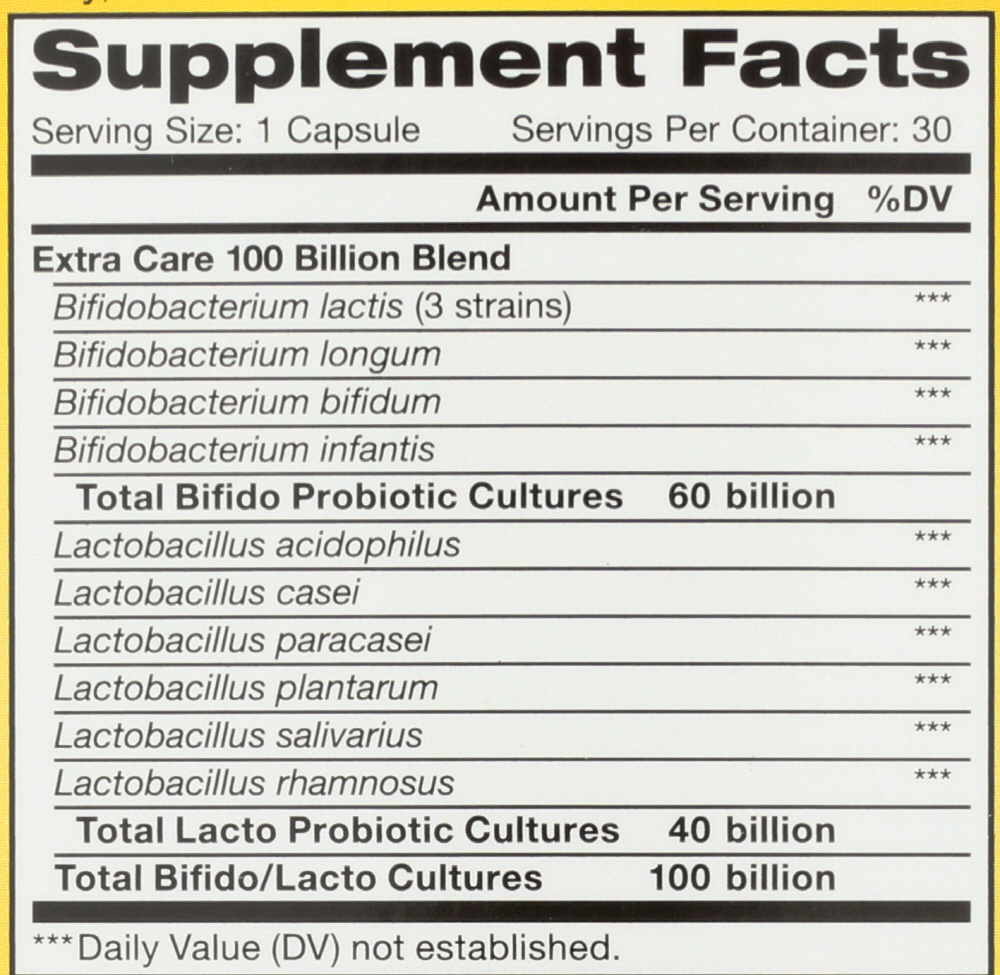 Supplement Facts
Serving Size: 1 Capsule Servings Per Container: 30
Amount Per Serving %DV
Extra Care 100 Billion Blend
Bifidobacterium lactis (3 strains) ***
Bifidobacterium longum ***
Bifidobacterium bifidum ***
Bifidobacterium infantis ***
Total Bifido Probiotic Cultures 60 billion
Lactobacillus acidophilus ***
Lactobacillus casei ***
Lactobacillus paracasei ***
Lactobacillus plantarum ***
Lactobacillus salivarius ***
Lactobacillus rhamnosus ***
Total Lacto Probiotic Cultures 40 billion
Total Bifido/Lacto Cultures 100 billion
***Daily Value (DV) not established.